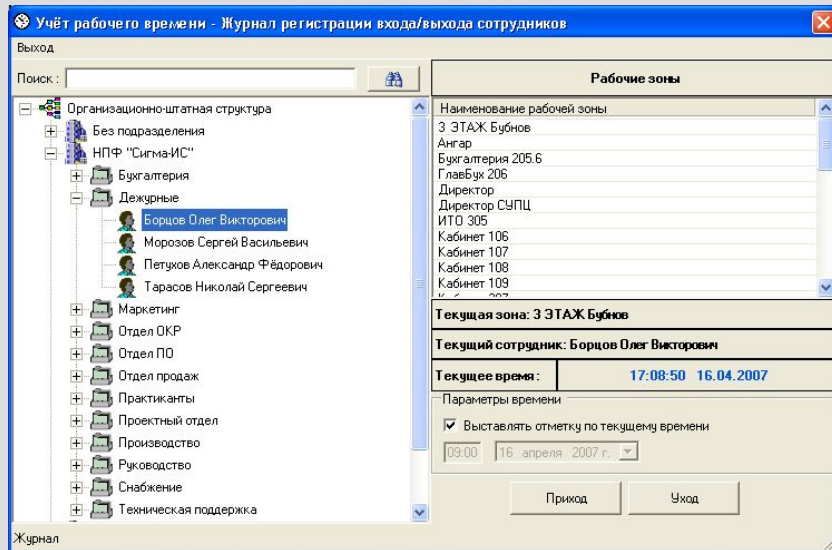 Учёт рабочего времени - Журнал регистрации входа/выхода сотрудников
Выход
Поиск :
Организационно-штатная структура
Без подразделения
НПФ "Сигма-ИС"
Бухгалтерия
Дежурные
Борцов Олег Викторович
Морозов Сергей Васильевич
Петухов Александр Фёдорович
Тарасов Николай Сергеевич
Маркетинг
Отдел ОКР
Отдел ПО
Отдел продаж
Практиканты
Проектный отдел
Производство
Руководство
Снабжение
Техническая поддержка
Рабочие зоны
Наименование рабочей зоны
3 ЭТАЖ Бубнов
Ангар
Бухгалтерия 205.6
ГлавБух 206
Директор
Директор СУПЦ
ИТО 305
Кабинет 106
Кабинет 107
Кабинет 108
Кабинет 109
Текущая зона: 3 ЭТАЖ Бубнов
Текущий сотрудник: Борцов Олег Викторович
Текущее время : 17:08:50 16.04.2007
Параметры времени
Выставлять отметку по текущему времени
09:00 16 апреля 2007 г.
Приход Уход
Журнал